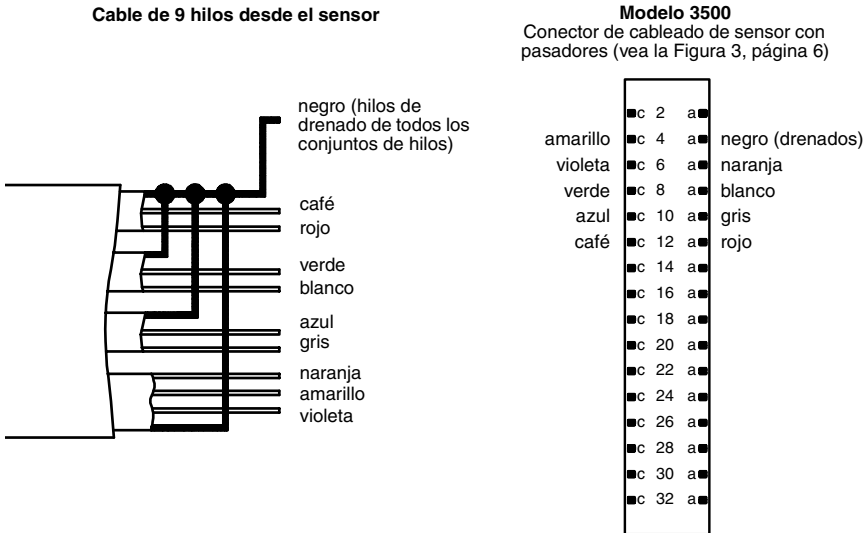 Cable de 9 hilos desde el sensor
negro (hilos de
drenado de todos los
conjuntos de hilos)
café
rojo
verde
blanco
azul
gris
naranja
amarillo
violeta
Modelo 3500
Conector de cableado de sensor con
pasadores (vea la Figura 3, página 6)
c 2 a
amarillo c 4 a negro (drenados)
violeta c 6 a naranja
verde c 8 a blanco
azul c 10 a gris
café c 12 a rojo
c 14 a
c 16 a
c 18 a
c 20 a
c 22 a
c 24 a
c 26 a
c 28 a
c 30 a
c 32 a